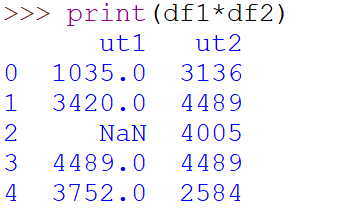 >>> print(df1*df2)
ut1 ut2
0 1035.0 3136
1 3420.0 4489
2 NaN 4005
3 4489.0 4489
4 3752.0 2584